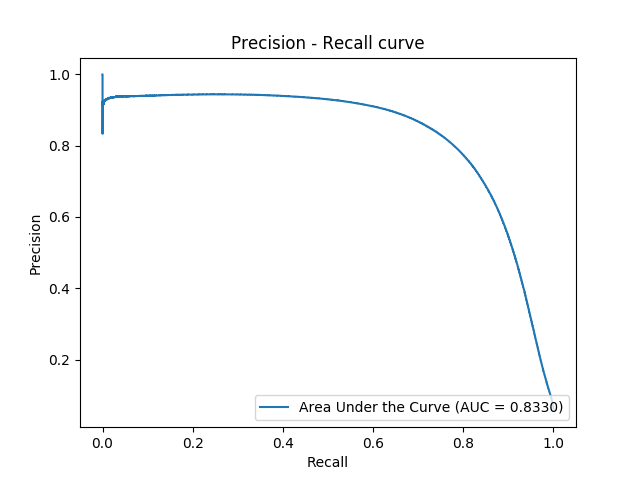 Precision - Recall curve
1.0
0.8
0.6
0.4
0.2
Precision
Area Under the Curve (AUC = 0.8330)
0.0 0.2 0.4 0.6 0.8 1.0
Recall